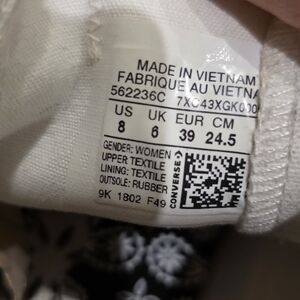 MADE IN VIETNAM
FABRIQUE AU VIETNA
562236C
US UK EUR CM
8 6 39 24.5
GENDER: WOMEN
UPPER TEXTILE
LINING: TEXTILE
OUTSOLE: RUBBER
CONVERSE
9K 1802 F49